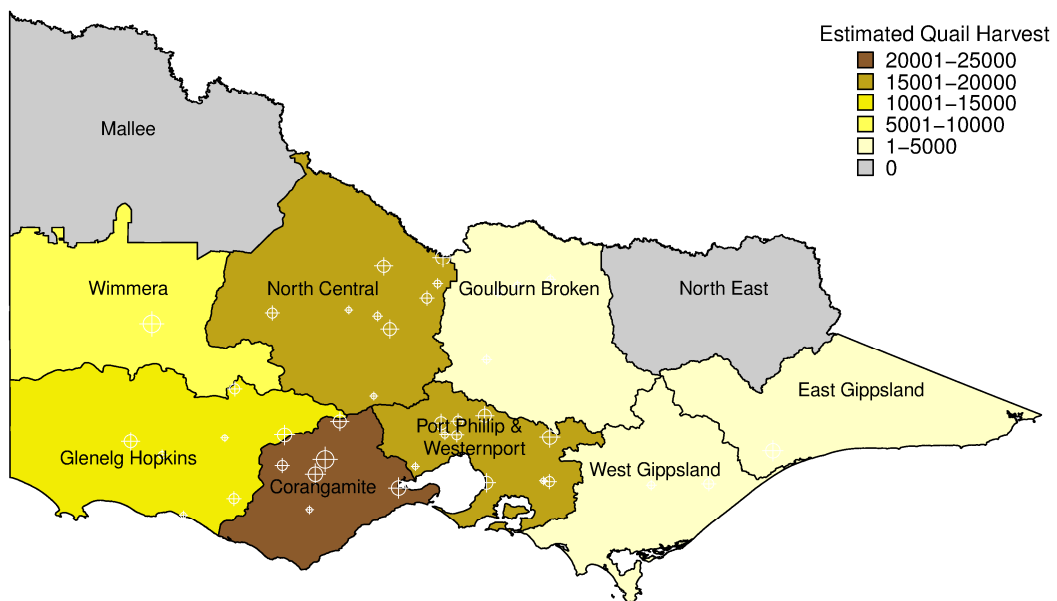 Estimated Quail Harvest
20001−25000
15001−20000
10001−15000
5001−10000
1−5000
0
Mallee
Wimmera
North Central
Goulburn Broken
North East
East Gippsland
Port Phillip &
Westernport
Glenelg Hopkins
West Gippsland
Corangamite